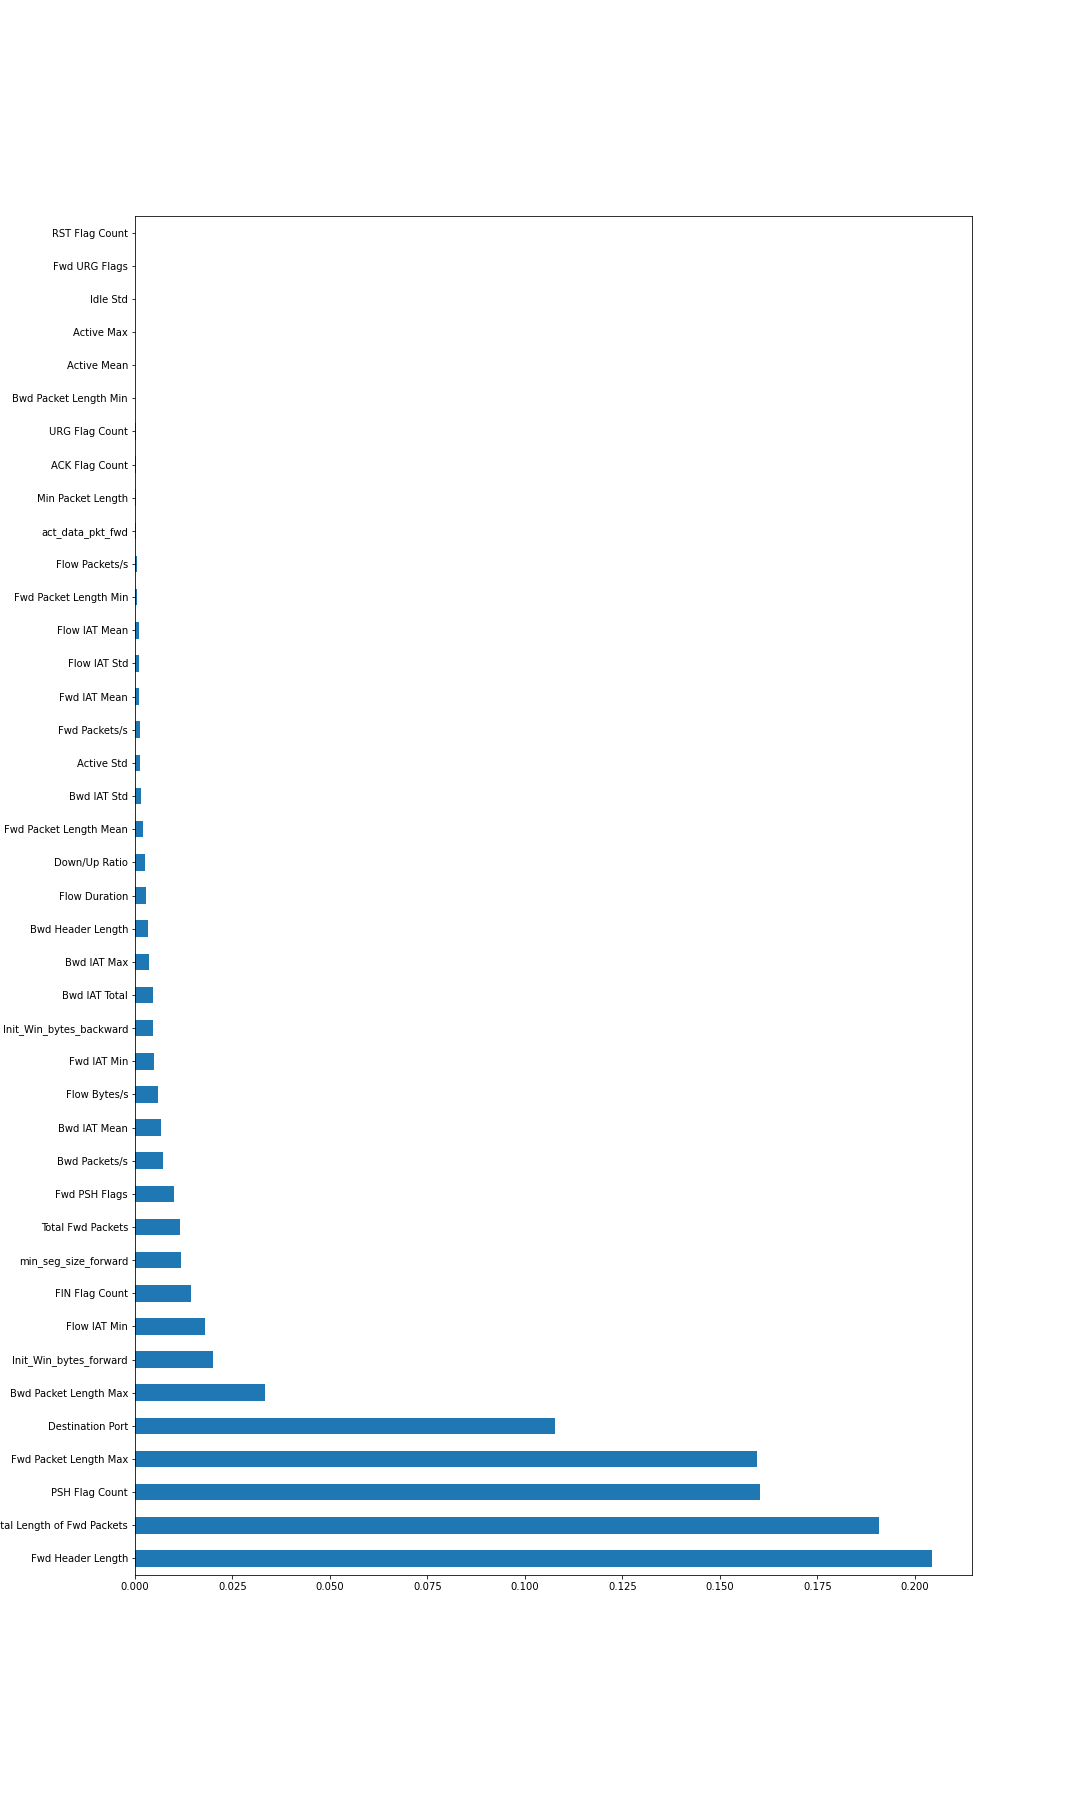 RST Flag Count
Fwd URG Flags
Idle Std
Active Max
Active Mean
Bwd Packet Length Min
URG Flag Count
ACK Flag Count
Min Packet Length
act_data_pkt_fwd
Flow Packets/s
Fwd Packet Length Min
Flow IAT Mean
Flow IAT Std
Fwd IAT Mean
Fwd Packets/s
Active Std
Bwd IAT Std
Fwd Packet Length Mean
Down/Up Ratio
Flow Duration
Bwd Header Length
Bwd IAT Max
Bwd IAT Total
Init_Win_bytes_backward
Fwd IAT Min
Flow Bytes/s
Bwd IAT Mean
Bwd Packets/s
Fwd PSH Flags
Total Fwd Packets
min_seg_size_forward
FIN Flag Count
Flow IAT Min
Init_Win_bytes_forward
Bwd Packet Length Max
Destination Port
Fwd Packet Length Max
PSH Flag Count
tal Length of Fwd Packets
Fwd Header Length
0.000 0.025 0.050 0.075 0.100 0.125 0.150 0.175 0.200